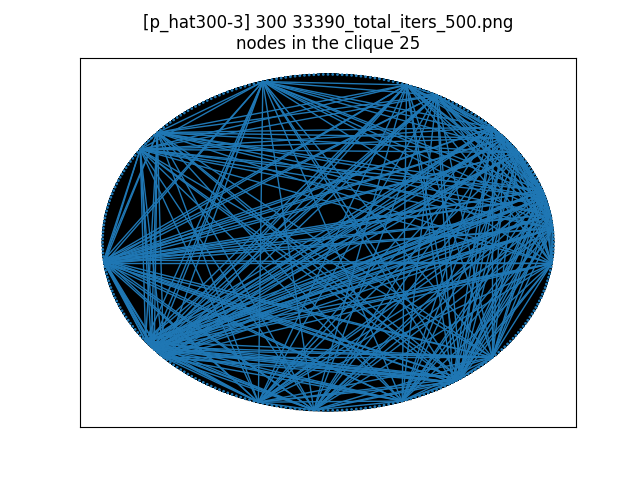 [p_hat300-3] 300 33390_total_iters_500.png
nodes in the clique 25